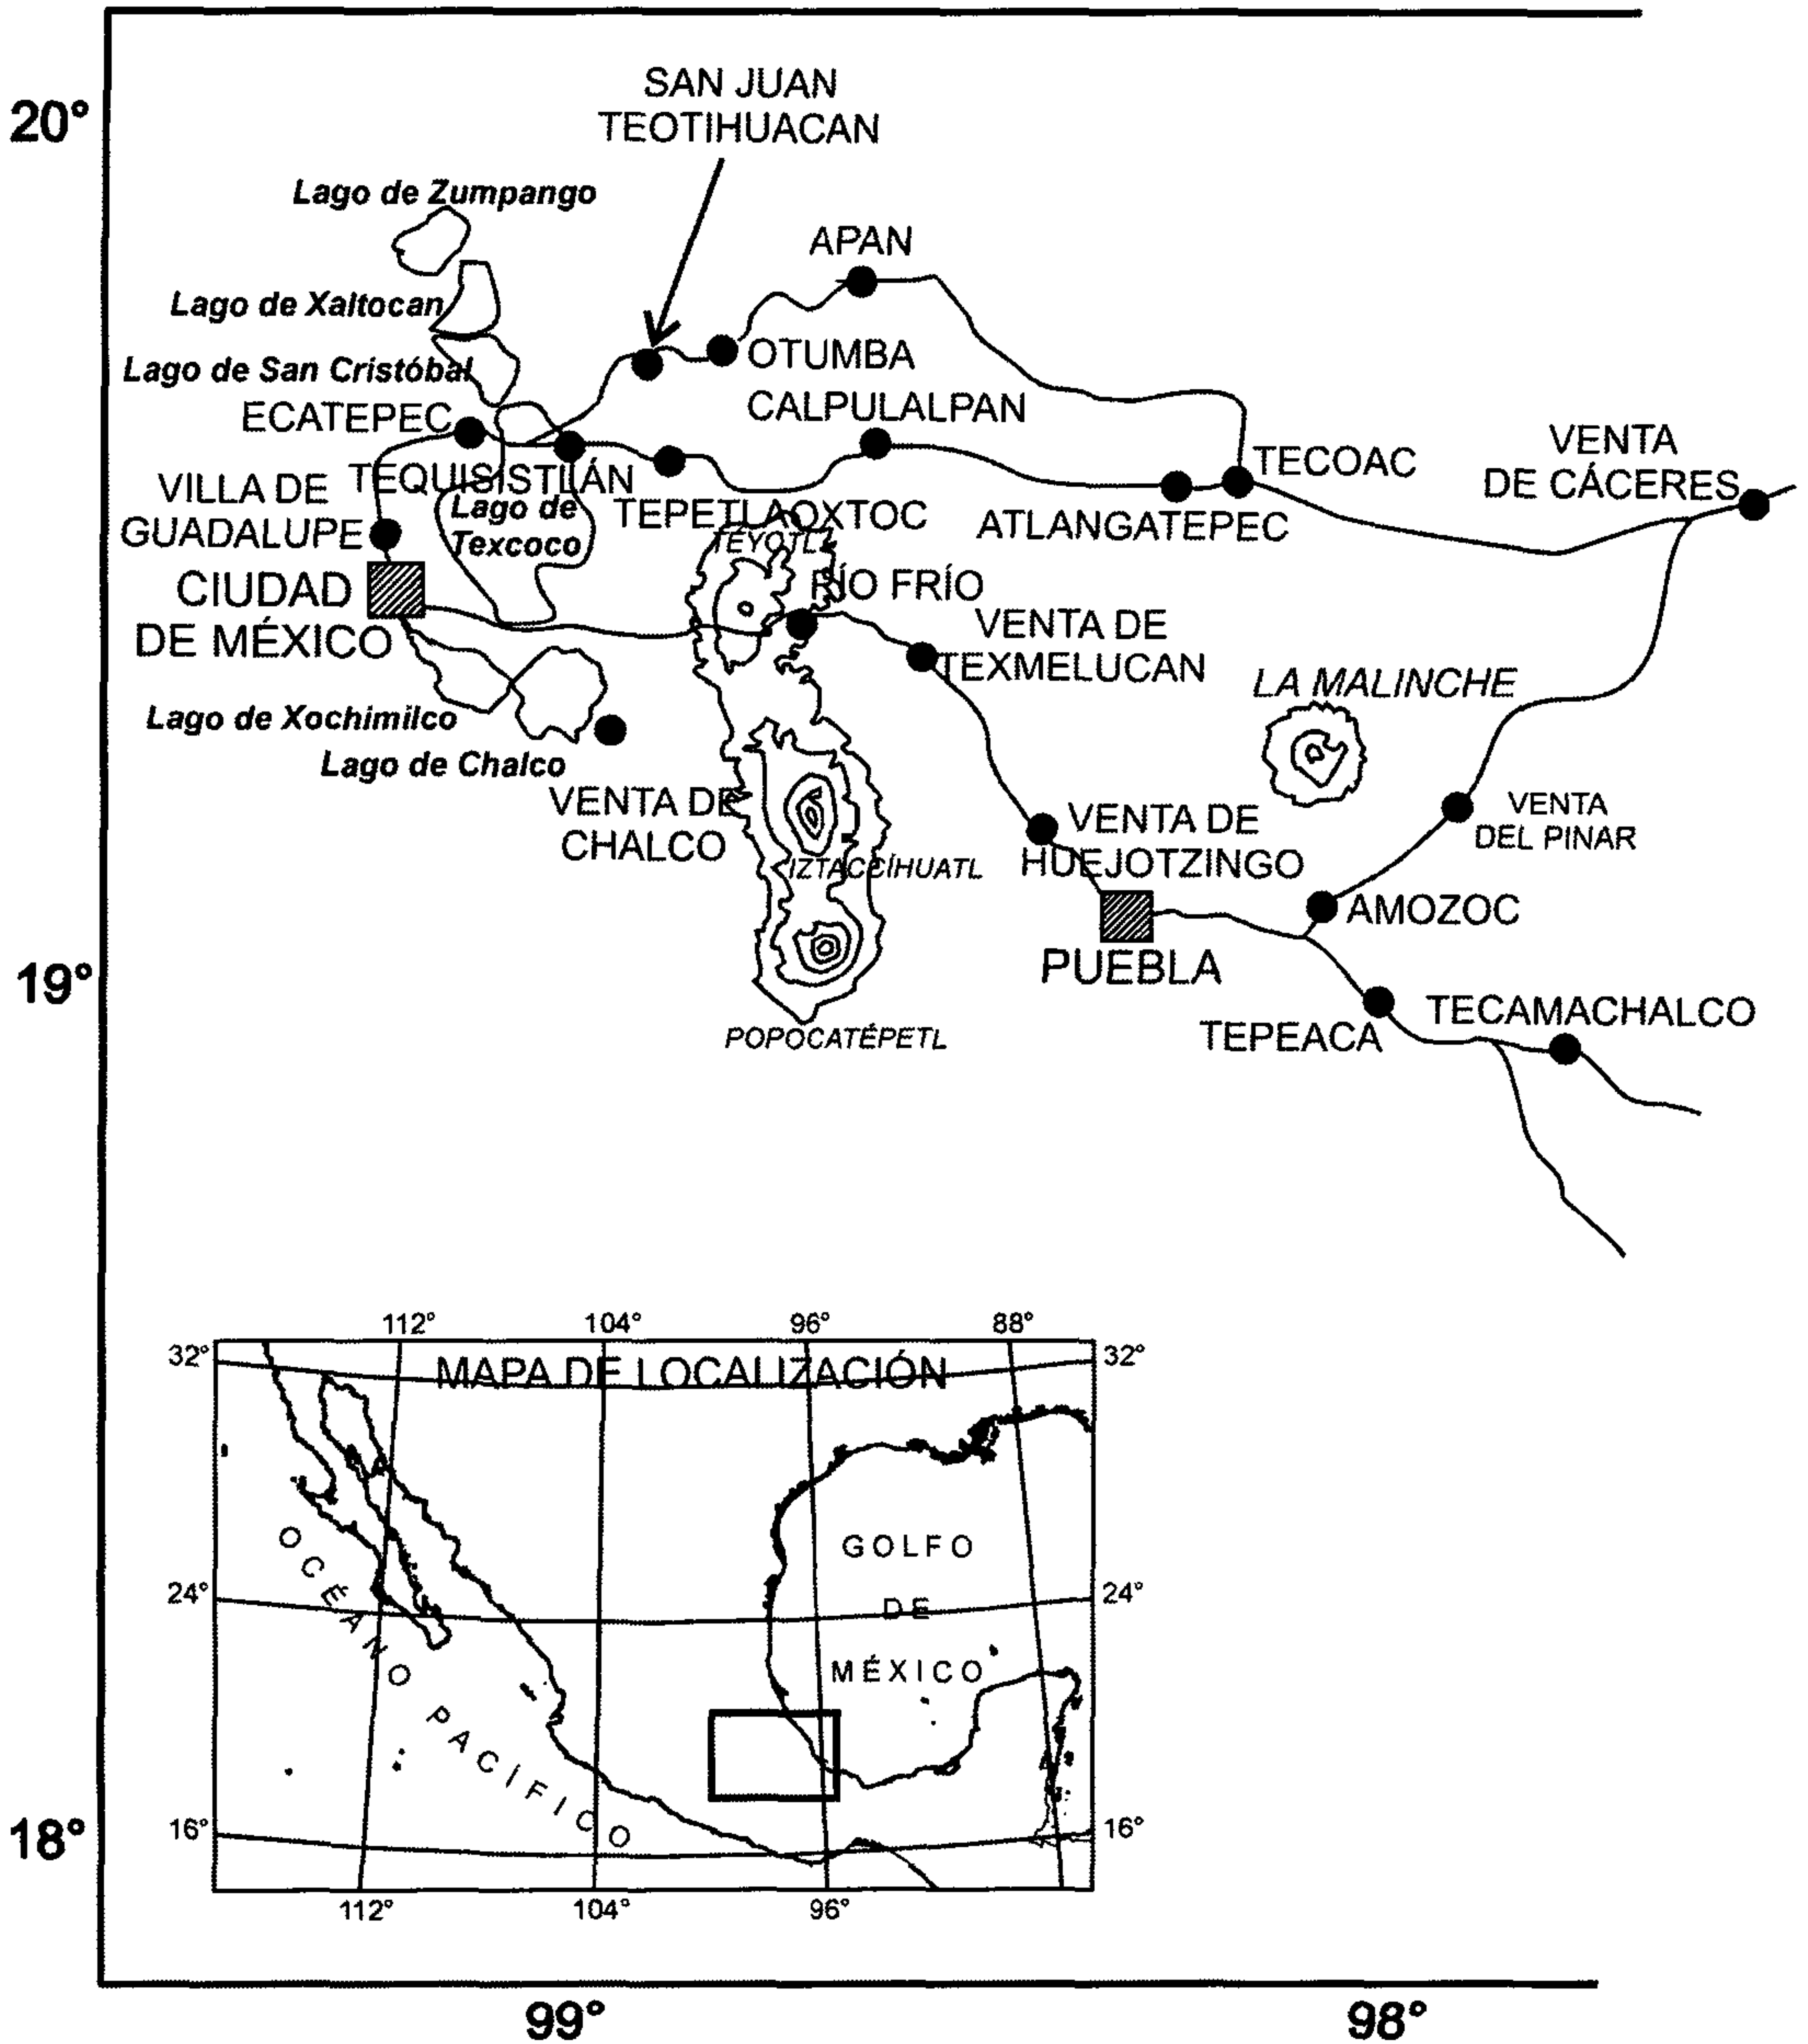 20°
SAN JUAN
TEOTIHUACAN
Lago de Zumpango
APAN
Lago de Xaltocan
OTUMBA
Lago de San Cristóbal
CALPULALPAN
ECATEPEC
TECOAC
VENTA
DE CÁCERES
VILLA DE
GUADALUPE
TEQUISISTLÁN
Lago de
Texcoco
TEPETLAOXTOC
TEYOTL
ATLANGATEPEC
CIUDAD
DE MÉXICO
RÍO FRÍO
VENTA DE
TEXMELUCAN
LA MALINCHE
Lago de Xochimilco
Lago de Chalco
VENTA DE
CHALCO
VENTA DE
HUEJOTZINGO
VENTA
DEL PINAR
IZTACCÍHUATL
AMOZOC
PUEBLA
19°
POPOCATÉPETL
TEPEACA
TECAMACHALCO
112°
104°
96°
88°
32°
MAPA DE LOCALIZACIÓN
32°
GOLFO
DE
MÉXICO
OCÉANO PACÍFICO
24°
24°
18°
16°
16°
112°
104°
96°
99°
98°